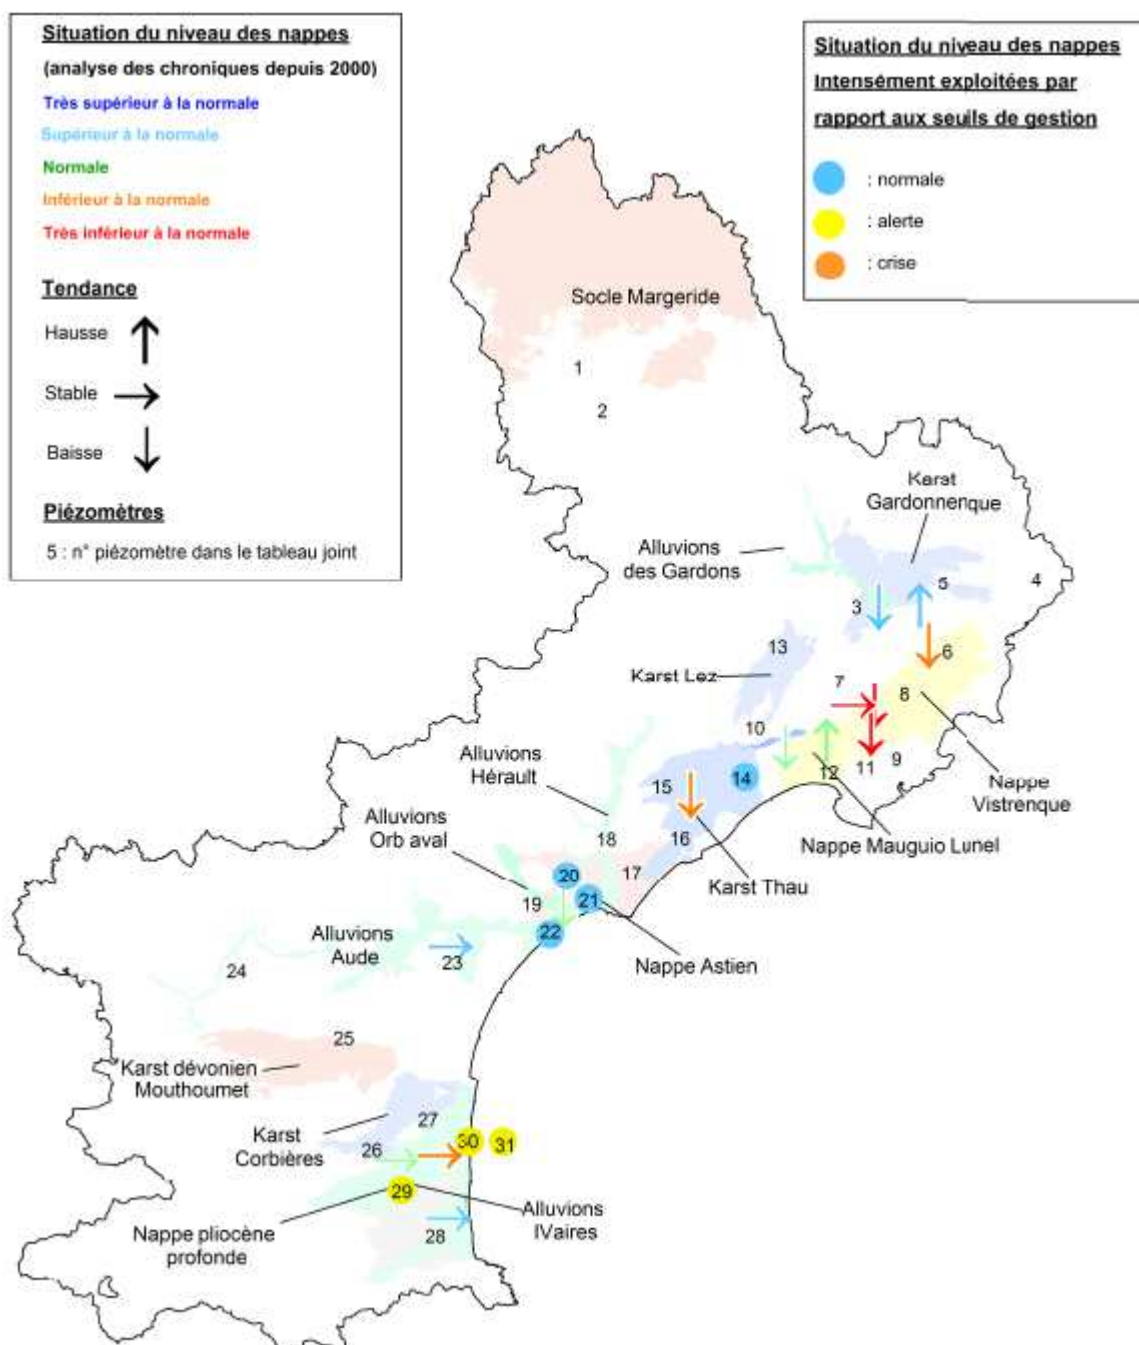 Situation du niveau des nappes
(analyse des chroniques depuis 2000)
Très supérieur à la normale
Supérieur à la normale
Normale
Inférieur à la normale
Très inférieur à la normale
Tendance
Hausse
Stable
Baisse
Piézomètres
5 : n° piézomètre dans le tableau joint
Situation du niveau des nappes
Intensément exploitées par
rapport aux seuils de gestion
: normale
: alerte
: crise
Socle Margeride
1
2
Karst
Gardonnenque
Alluvions
des Gardons
3
5
4
13
6
Karst Lez
7
8
10
Alluvions
Hérault
12
11
9
Nappe
Vistrenque
15
14
Nappe Mauguio Lunel
Alluvions
Orb aval
18
16
Karst Thau
20
17
19
21
22
Alluvions
Aude
23
Nappe Astien
24
25
Karst dévonien
Mouthoumet
27
Karst
Corbières
26
30
31
29
Alluvions
IVaires
Nappe pliocène
profonde
28